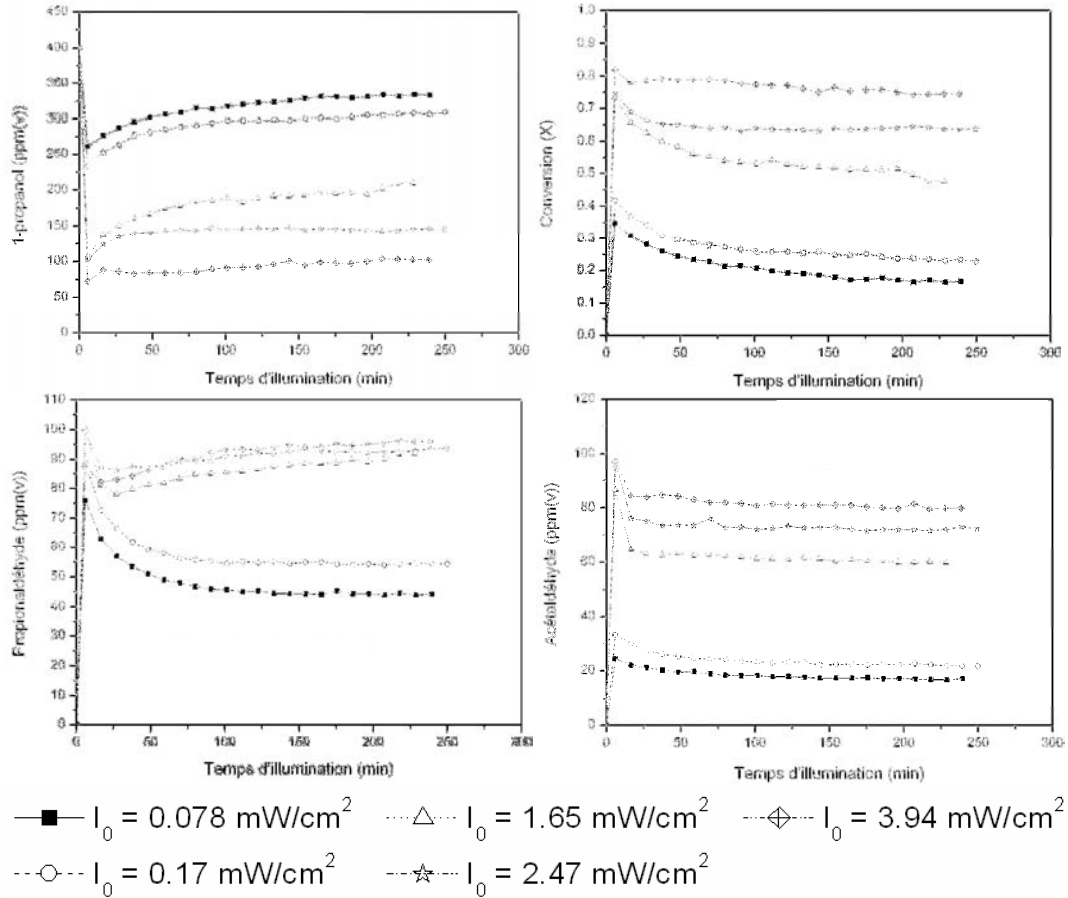 450
400
350
300
250
200
150
100
50
0
1-propanol (ppm(v))
0 50 100 150 200 250 300
Temps d'illumination (min)
1.0
0.9
0.8
0.7
0.6
0.5
0.4
0.3
0.2
0.1
0.0
Conversion (X)
0 50 100 150 200 250 300
Temps d'illumination (min)
110
100
90
80
70
60
50
40
30
20
10
0
Propionaldéhyde (ppm(v))
0 50 100 150 200 250 300
Temps d'illumination (min)
120
100
80
60
40
20
0
Acétaldéhyde (ppm(v))
0 50 100 150 200 250 300
Temps d'illumination (min)
I₀ = 0.078 mW/cm² I₀ = 1.65 mW/cm² I₀ = 3.94 mW/cm²
I₀ = 0.17 mW/cm² I₀ = 2.47 mW/cm²